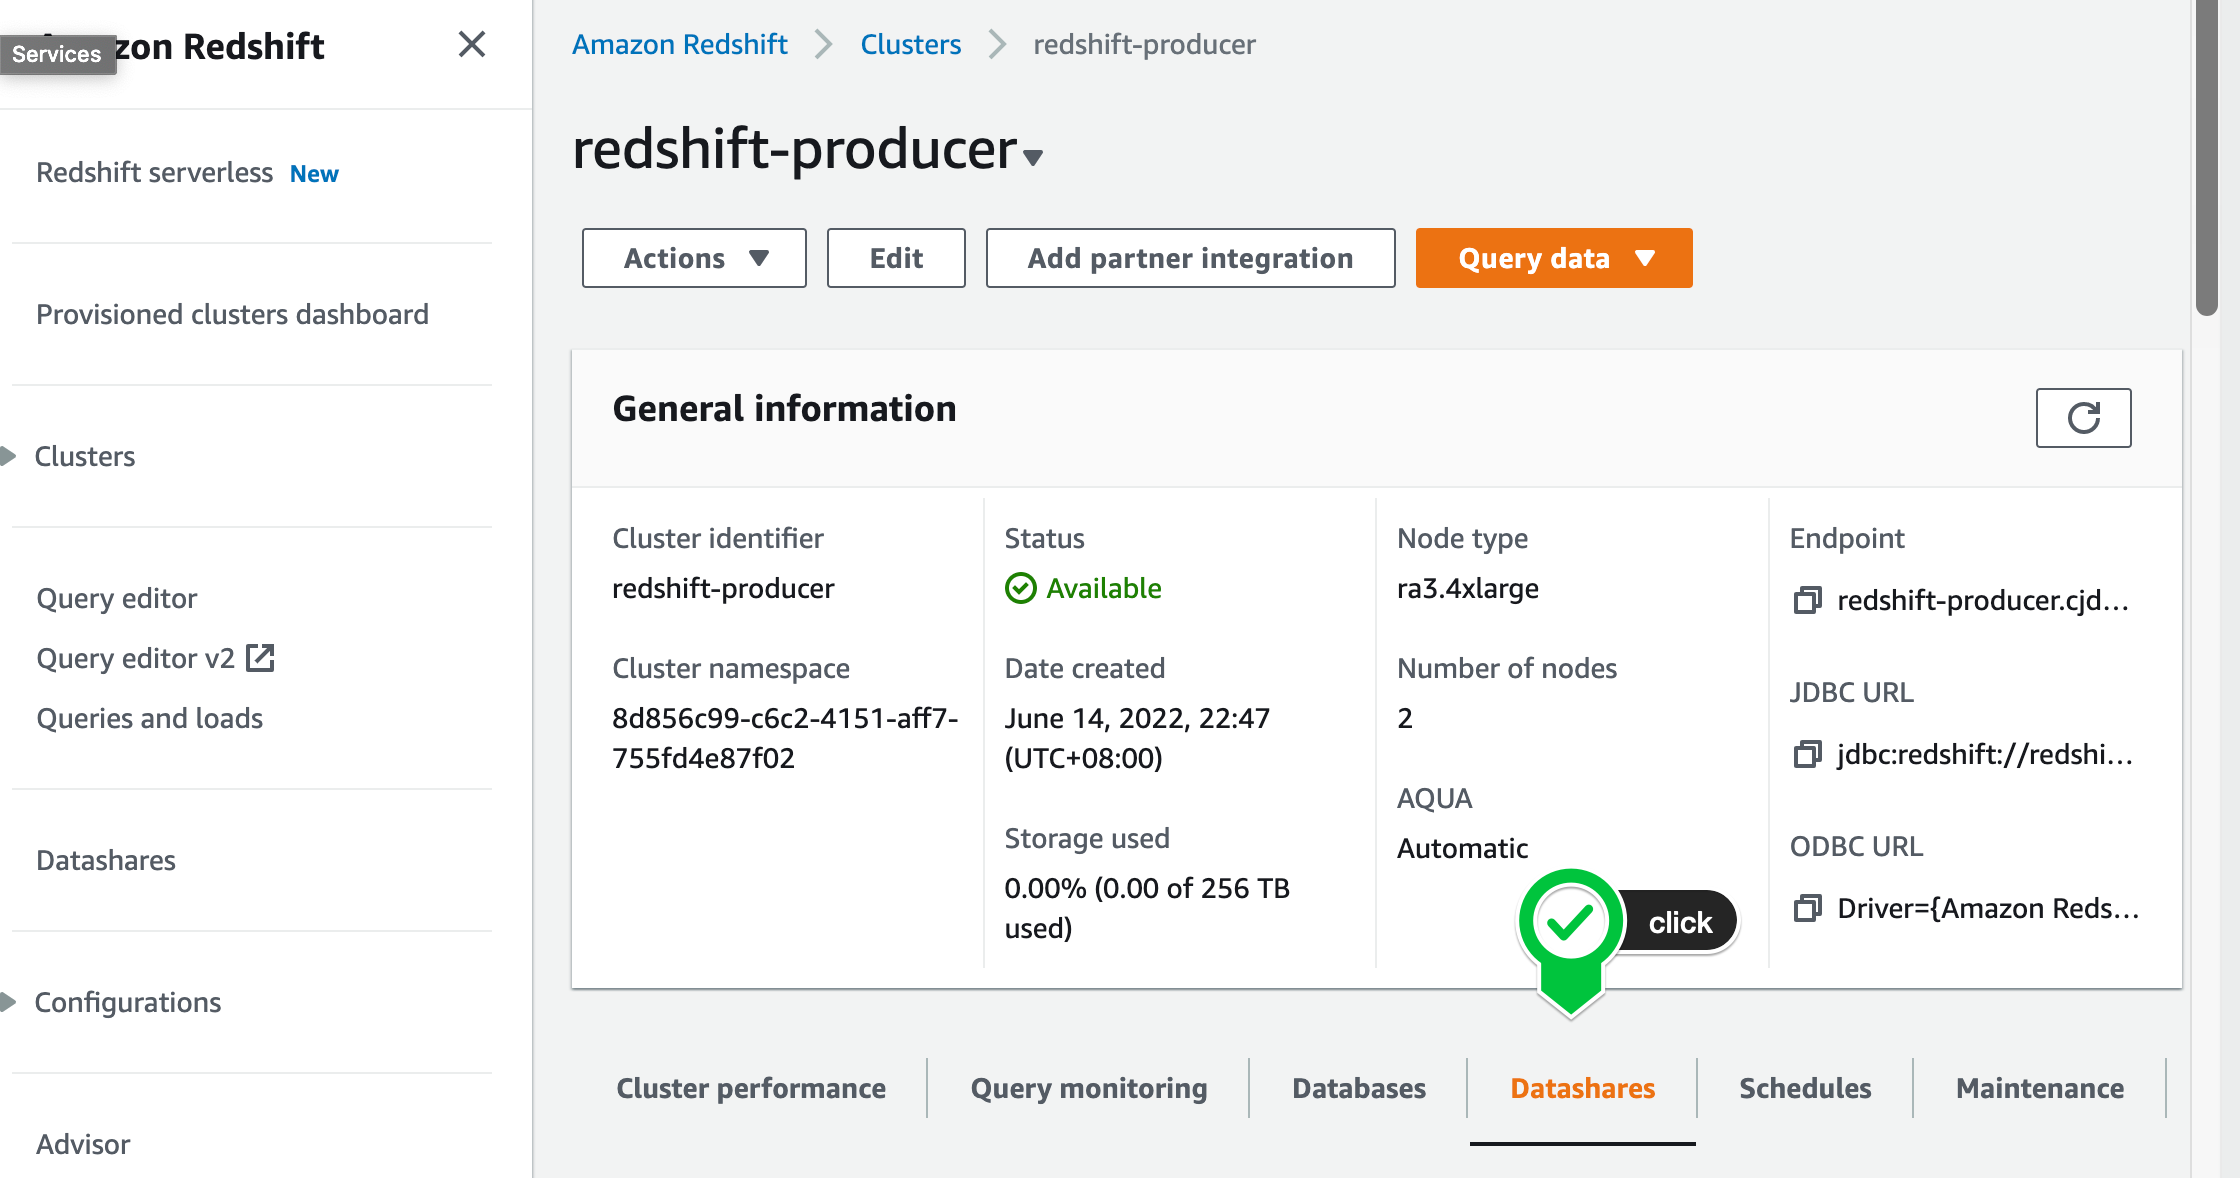 Services
zon Redshift
Redshift serverless New
Provisioned clusters dashboard
Clusters
Query editor
Query editor v2
Queries and loads
Datashares
Configurations
Advisor
Amazon Redshift
Clusters
redshift-producer
redshift-producer
Actions
Edit
Add partner integration
Query data
General information
Cluster identifier
redshift-producer
Cluster namespace
8d856c99-c6c2-4151-aff7-
755fd4e87f02
Status
Available
Date created
June 14, 2022, 22:47
(UTC+08:00)
Storage used
0.00% (0.00 of 256 TB
used)
Node type
ra3.4xlarge
Number of nodes
2
AQUA
Automatic
Endpoint
redshift-producer.cjd...
JDBC URL
jdbc:redshift://redshi...
ODBC URL
Driver={Amazon Reds...
click
Cluster performance
Query monitoring
Databases
Datashares
Schedules
Maintenance